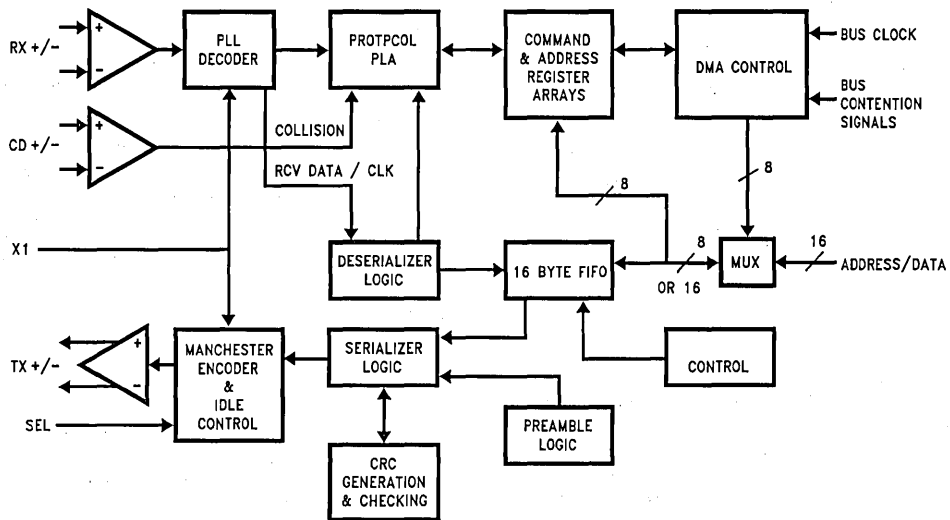 RX +/-
+
-
PLL
DECODER
PROTPCOL
PLA
COMMAND
& ADDRESS
REGISTER
ARRAYS
DMA CONTROL
BUS CLOCK
BUS
CONTENTION
SIGNALS
CD +/-
+
-
COLLISION
RCV DATA / CLK
8
8
X1
DESERIALIZER
LOGIC
16 BYTE FIFO
8
OR 16
MUX
16
ADDRESS/DATA
TX +/-
+
-
MANCHESTER
ENCODER
&
IDLE
CONTROL
SERIALIZER
LOGIC
CONTROL
SEL
PREAMBLE
LOGIC
CRC
GENERATION
& CHECKING